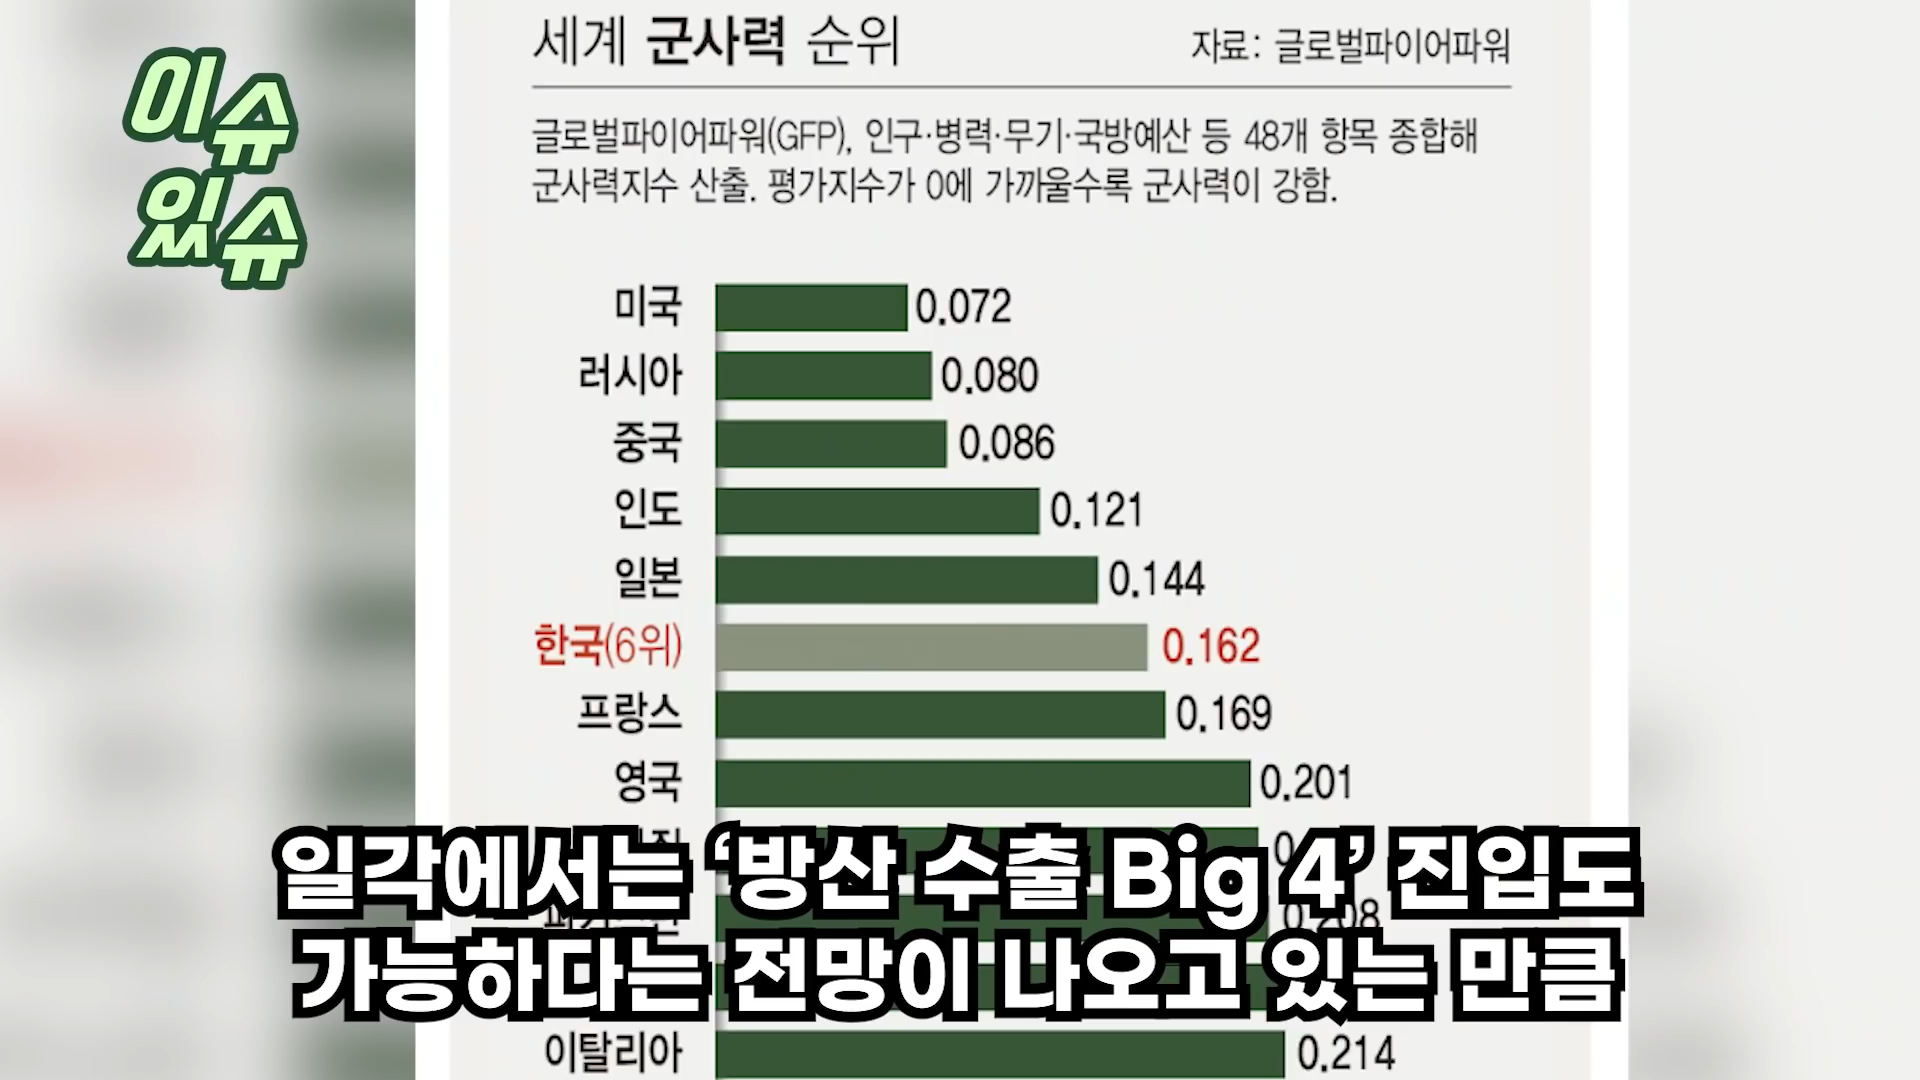 이슈
있슈
세계 군사력 순위
자료: 글로벌파이어파워
글로벌파이어파워(GFP), 인구·병력·무기·국방예산 등 48개 항목 종합해
군사력지수 산출. 평가지수가 0에 가까울수록 군사력이 강함.
미국 0.072
러시아 0.080
중국 0.086
인도 0.121
일본 0.144
한국(6위) 0.162
프랑스 0.169
영국 0.201
0.208
이탈리아 0.214
일각에서는 ‘방산 수출 Big 4’ 진입도
가능하다는 전망이 나오고 있는 만큼